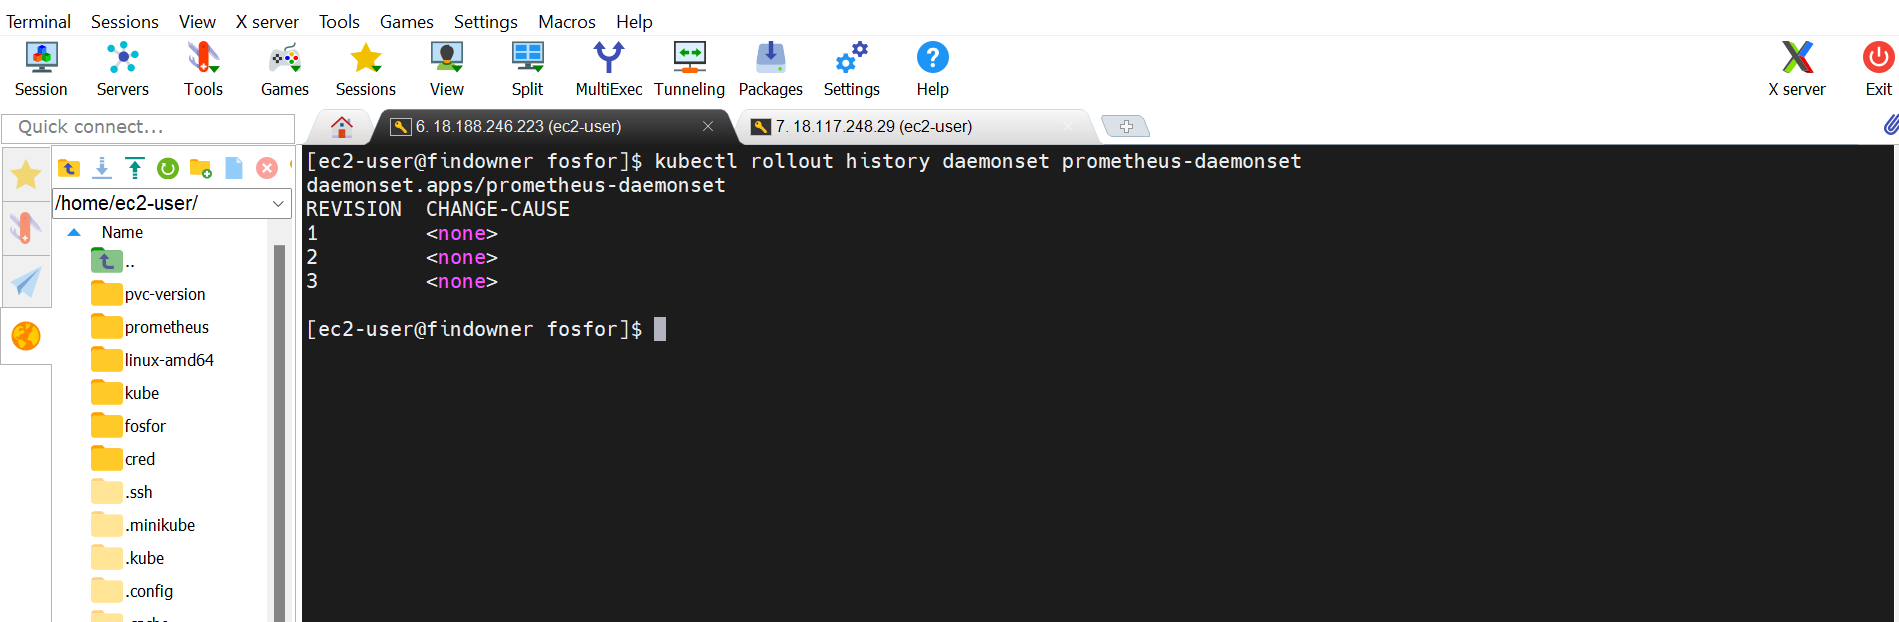 Terminal Sessions View X server Tools Games Settings Macros Help
Session Servers Tools Games Sessions View Split MultiExec Tunneling Packages Settings Help X server Exit
Quick connect...
6. 18.188.246.223 (ec2-user)
7. 18.117.248.29 (ec2-user)
/home/ec2-user/
Name
..
pvc-version
prometheus
linux-amd64
kube
fosfor
cred
.ssh
.minikube
.kube
.config
[ec2-user@findowner fosfor]$ kubectl rollout history daemonset prometheus-daemonset
daemonset.apps/prometheus-daemonset
REVISION  CHANGE-CAUSE
1         <none>
2         <none>
3         <none>
[ec2-user@findowner fosfor]$